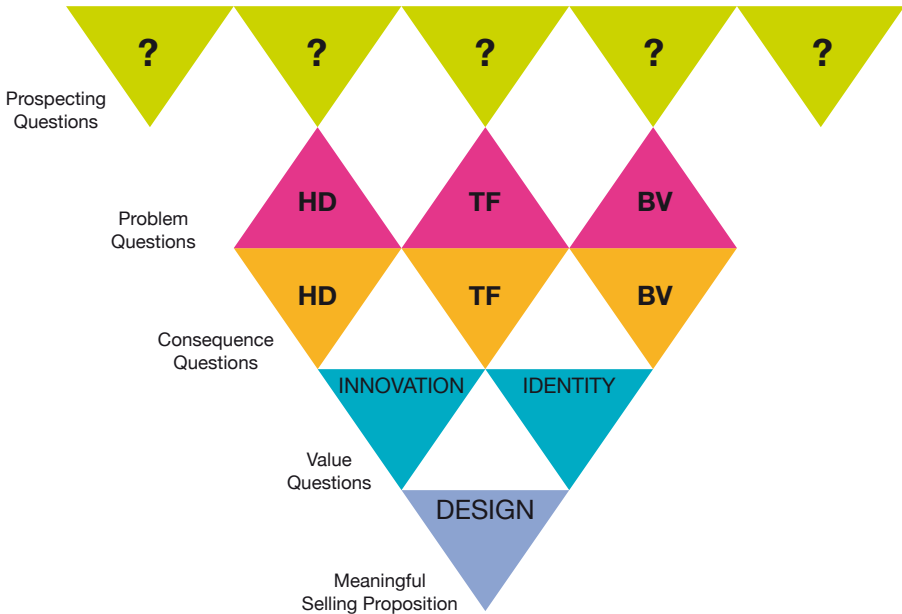 ? ? ? ? ?
Prospecting
Questions
HD TF BV
Problem
Questions
HD TF BV
Consequence
Questions
INNOVATION IDENTITY
Value
Questions
DESIGN
Meaningful
Selling Proposition